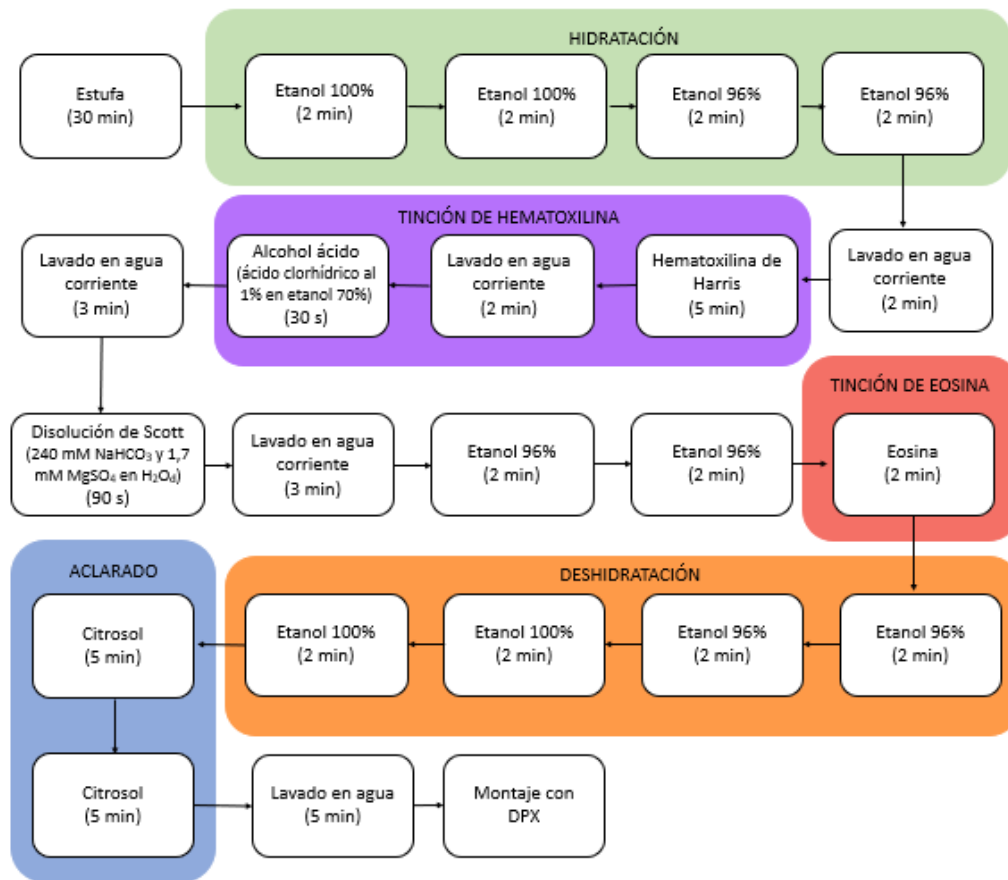 HIDRATACIÓN
Estufa
(30 min)
Etanol 100%
(2 min)
Etanol 100%
(2 min)
Etanol 96%
(2 min)
Etanol 96%
(2 min)
Lavado en agua
corriente
(2 min)
TINCIÓN DE HEMATOXILINA
Hematoxilina de
Harris
(5 min)
Lavado en agua
corriente
(2 min)
Alcohol ácido
(ácido clorhídrico al
1% en etanol 70%)
(30 s)
Lavado en agua
corriente
(3 min)
Disolución de Scott
(240 mM NaHCO₃ y 1,7
mM MgSO₄ en H₂O_d)
(90 s)
Lavado en agua
corriente
(3 min)
Etanol 96%
(2 min)
Etanol 96%
(2 min)
TINCIÓN DE EOSINA
Eosina
(2 min)
DESHIDRATACIÓN
Etanol 96%
(2 min)
Etanol 96%
(2 min)
Etanol 100%
(2 min)
Etanol 100%
(2 min)
ACLARADO
Citrosol
(5 min)
Citrosol
(5 min)
Lavado en agua
(5 min)
Montaje con
DPX